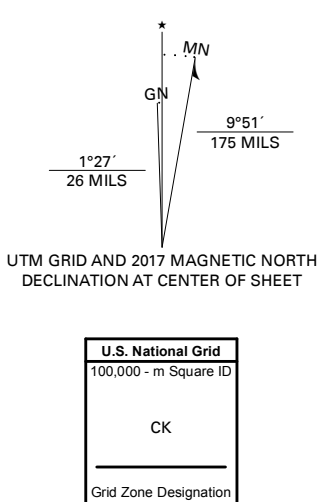 ★
MN
GN
9°51´
175 MILS
1°27´
26 MILS
UTM GRID AND 2017 MAGNETIC NORTH
DECLINATION AT CENTER OF SHEET
U.S. National Grid
100,000 - m Square ID
CK
Grid Zone Designation